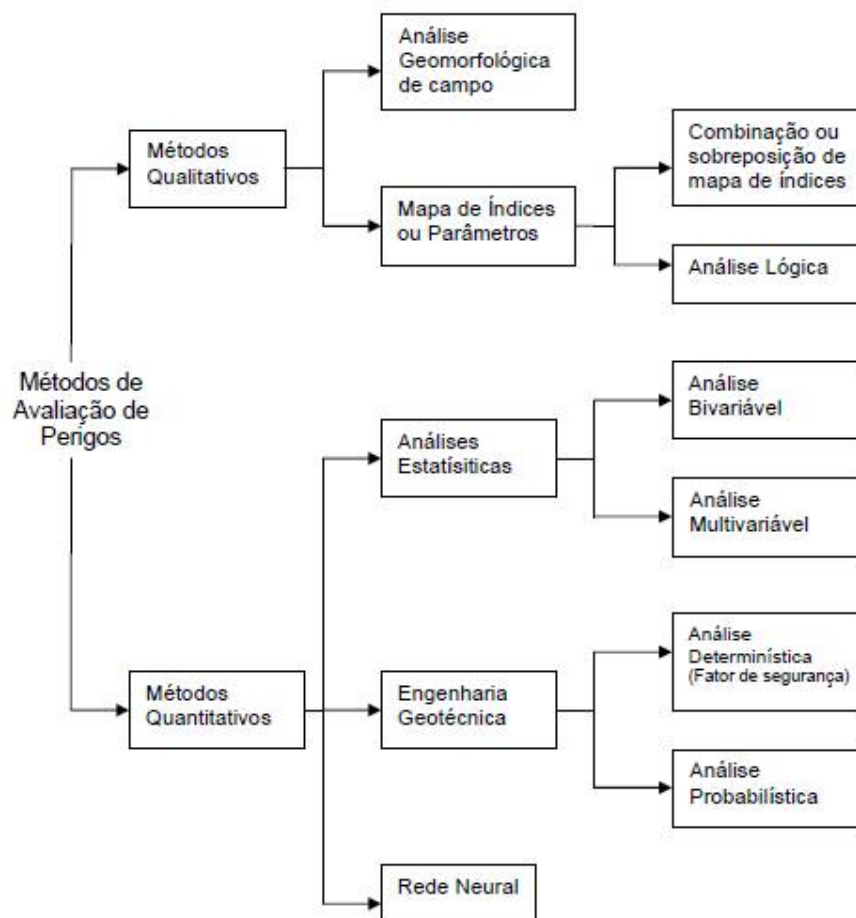 Análise
Geomorfológica
de campo
Métodos
Qualitativos
Combinação ou
sobreposição de
mapa de índices
Mapa de Índices
ou Parâmetros
Análise Lógica
Métodos de
Avaliação de
Perigos
Análise
Bivariável
Análises
Estatísiticas
Análise
Multivariável
Métodos
Quantitativos
Engenharia
Geotécnica
Análise
Determinística
(Fator de segurança)
Análise
Probabilística
Rede Neural